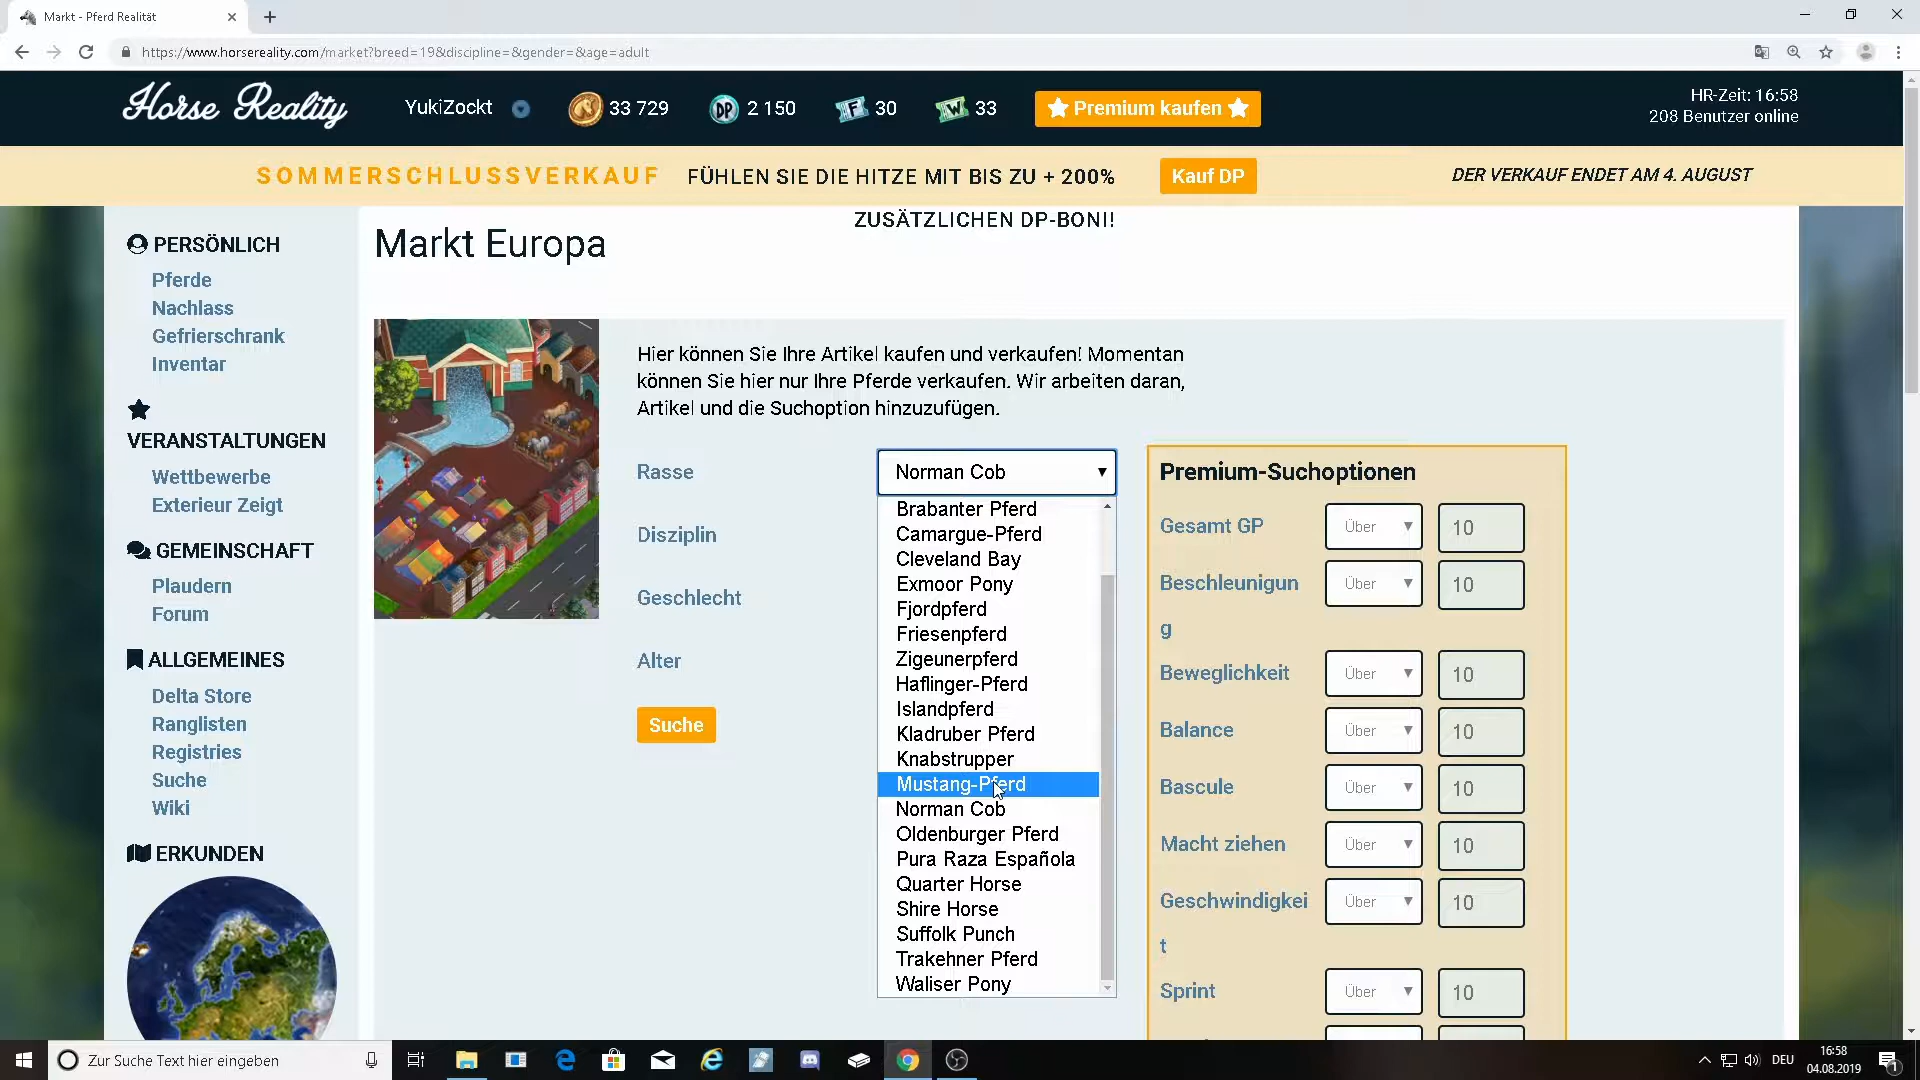 Markt - Pferd Realität
https://www.horsereality.com/market?breed=19&discipline=&gender=&age=adult
Horse Reality
YukiZockt
33 729
DP
2 150
F
30
W
33
Premium kaufen
HR-Zeit: 16:58
208 Benutzer online
SOMMERSCHLUSSVERKAUF
FÜHLEN SIE DIE HITZE MIT BIS ZU + 200%
ZUSÄTZLICHEN DP-BONI!
Kauf DP
DER VERKAUF ENDET AM 4. AUGUST
PERSÖNLICH
Pferde
Nachlass
Gefrierschrank
Inventar
VERANSTALTUNGEN
Wettbewerbe
Exterieur Zeigt
GEMEINSCHAFT
Plaudern
Forum
ALLGEMEINES
Delta Store
Ranglisten
Registries
Suche
Wiki
ERKUNDEN
Markt Europa
Hier können Sie Ihre Artikel kaufen und verkaufen! Momentan
können Sie hier nur Ihre Pferde verkaufen. Wir arbeiten daran,
Artikel und die Suchoption hinzuzufügen.
Rasse
Norman Cob
Disziplin
Geschlecht
Alter
Suche
Brabanter Pferd
Camargue-Pferd
Cleveland Bay
Exmoor Pony
Fjordpferd
Friesenpferd
Zigeunerpferd
Haflinger-Pferd
Islandpferd
Kladruber Pferd
Knabstrupper
Mustang-Pferd
Norman Cob
Oldenburger Pferd
Pura Raza Española
Quarter Horse
Shire Horse
Suffolk Punch
Trakehner Pferd
Waliser Pony
Premium-Suchoptionen
Gesamt GP Über 10
Beschleunigun Über 10
g
Beweglichkeit Über 10
Balance Über 10
Bascule Über 10
Macht ziehen Über 10
Geschwindigkei Über 10
t
Sprint Über 10
Zur Suche Text hier eingeben
DEU
16:58
04.08.2019
1